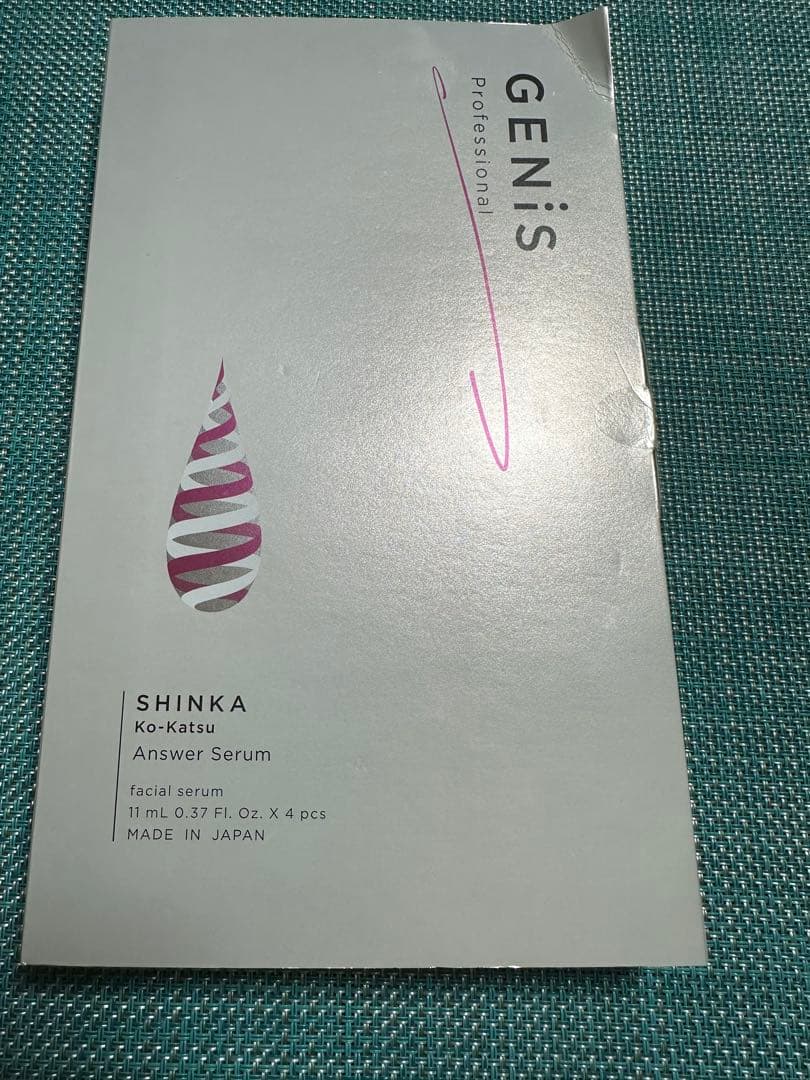 GENiS
Professional
SHINKA
Ko-Katsu
Answer Serum
facial serum
11 mL 0.37 Fl. Oz. X 4 pcs
MADE IN JAPAN